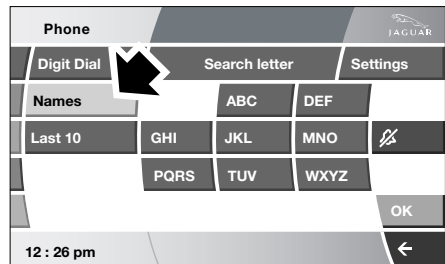 Phone JAGUAR
Digit Dial Search letter Settings
Names ABC DEF
Last 10 GHI JKL MNO
PQRS TUV WXYZ
OK
12 : 26 pm